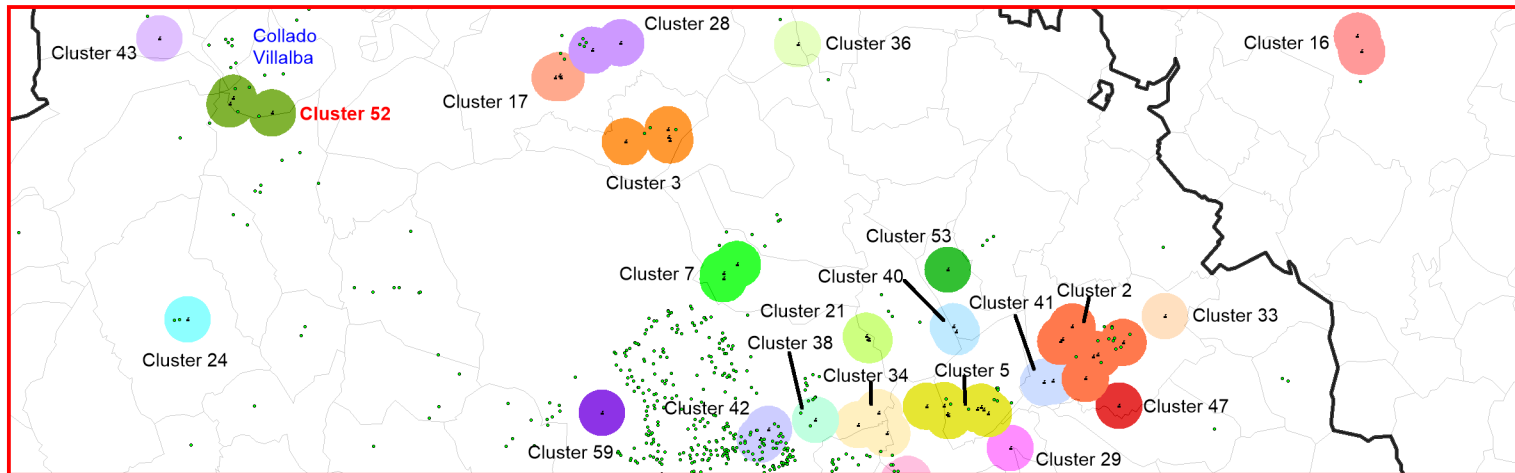 Cluster 28
Collado
Villalba
Cluster 43
Cluster 36
Cluster 16
Cluster 17
Cluster 52
Cluster 3
Cluster 53
Cluster 7
Cluster 40
Cluster 41
Cluster 2
Cluster 21
Cluster 33
Cluster 38
Cluster 24
Cluster 34
Cluster 5
Cluster 42
Cluster 47
Cluster 59
Cluster 29